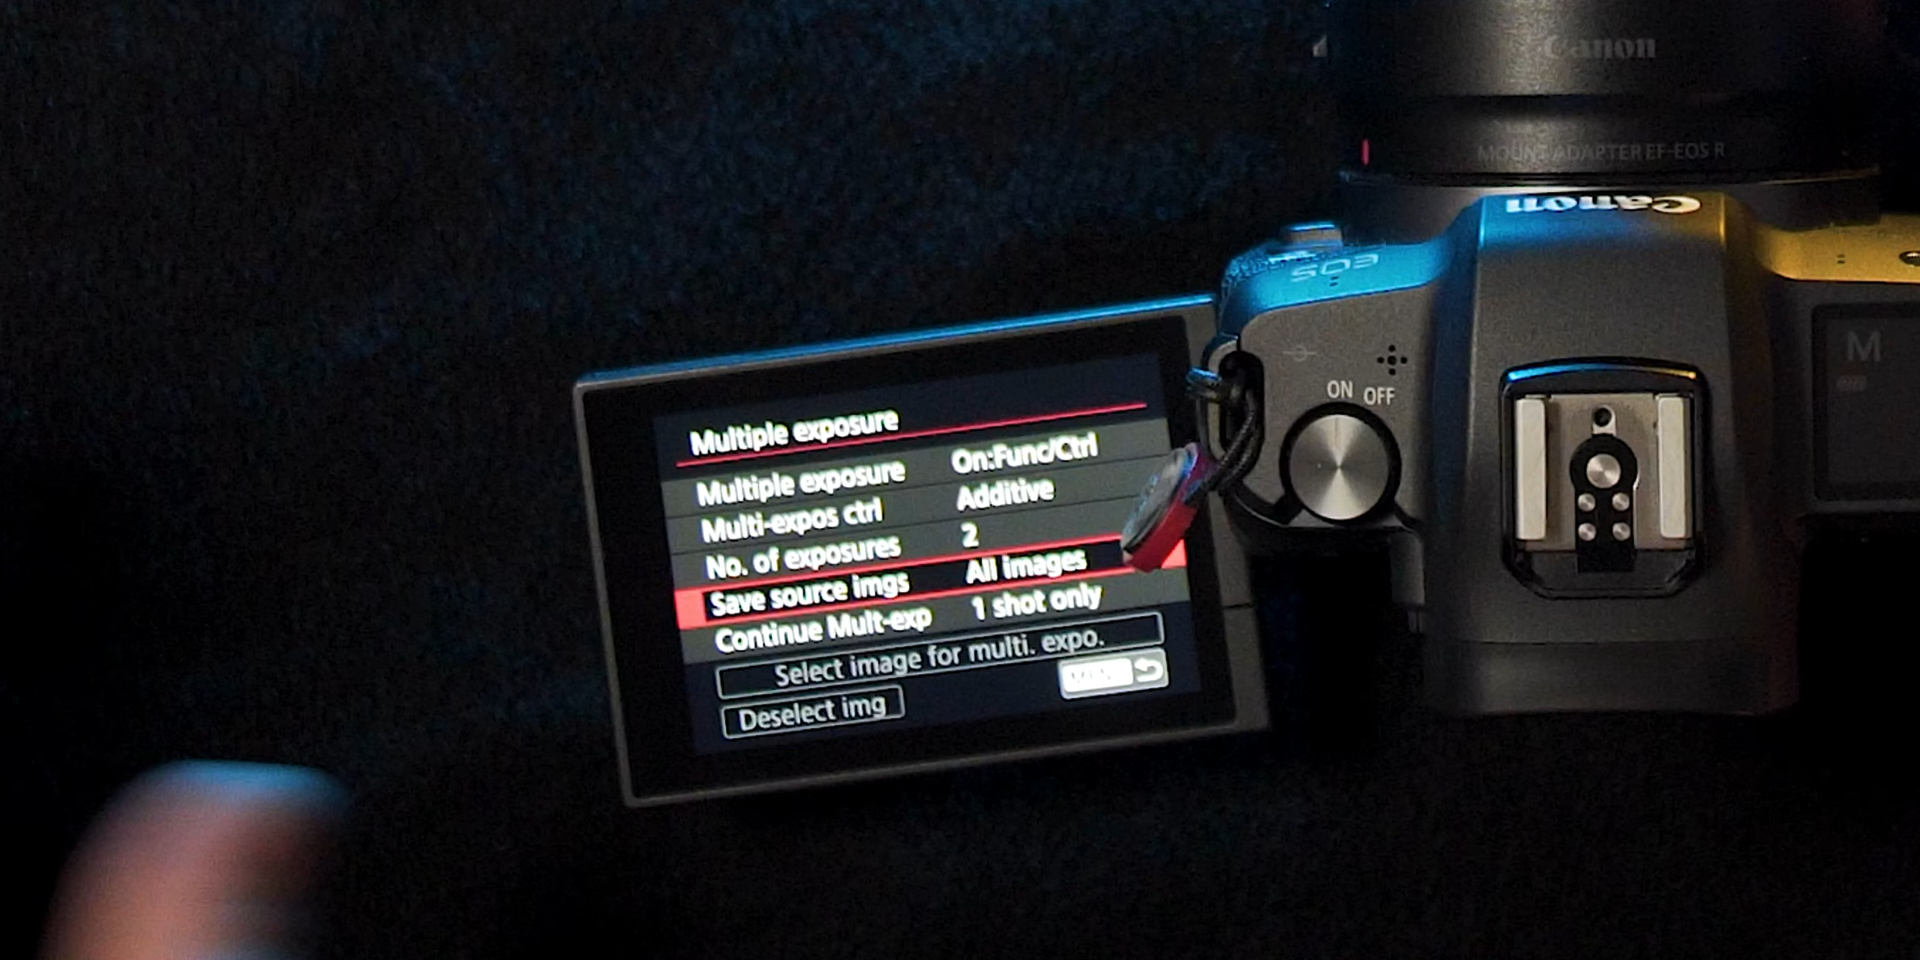 Canon
MOUNT ADAPTER EF-EOS R
Canon
EOS
ON OFF
M
Multiple exposure
Multiple exposure On:Func/Ctrl
Multi-expos ctrl Additive
No. of exposures 2
Save source imgs All images
Continue Mult-exp 1 shot only
Select image for multi. expo.
MENU
Deselect img